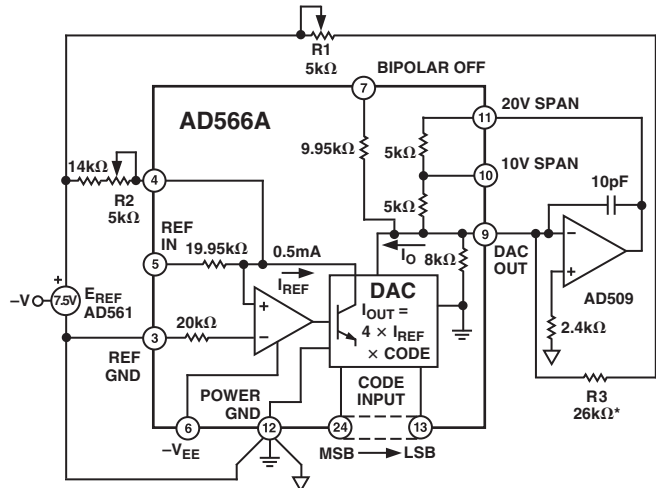 R1
5kΩ
BIPOLAR OFF
7
AD566A
20V SPAN
11
9.95kΩ
5kΩ
10V SPAN
10
14kΩ
4
5kΩ
10pF
R2
5kΩ
REF
IN
5
19.95kΩ
0.5mA
IREF
IO
8kΩ
9
DAC
OUT
–
+
AD509
+
–V
7.5V
EREF
AD561
+
–
DAC
IOUT =
4 × IREF
× CODE
3
20kΩ
2.4kΩ
REF
GND
R3
26kΩ*
POWER
GND
CODE
INPUT
6
12
24
13
–VEE
MSB
LSB